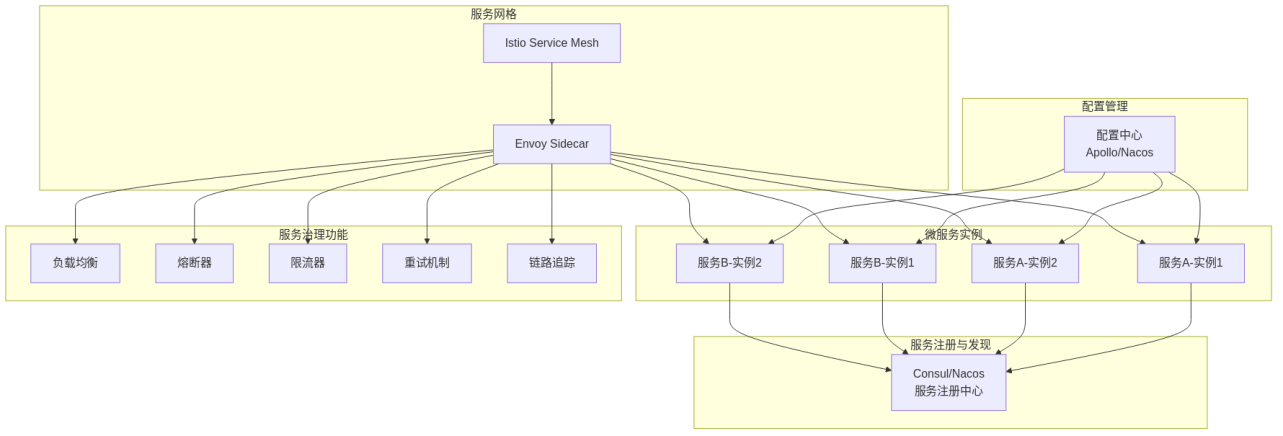 服务网格
Istio Service Mesh
Envoy Sidecar
配置管理
配置中心
Apollo/Nacos
服务治理功能
负载均衡
熔断器
限流器
重试机制
链路追踪
微服务实例
服务B-实例2
服务B-实例1
服务A-实例2
服务A-实例1
服务注册与发现
Consul/Nacos
服务注册中心